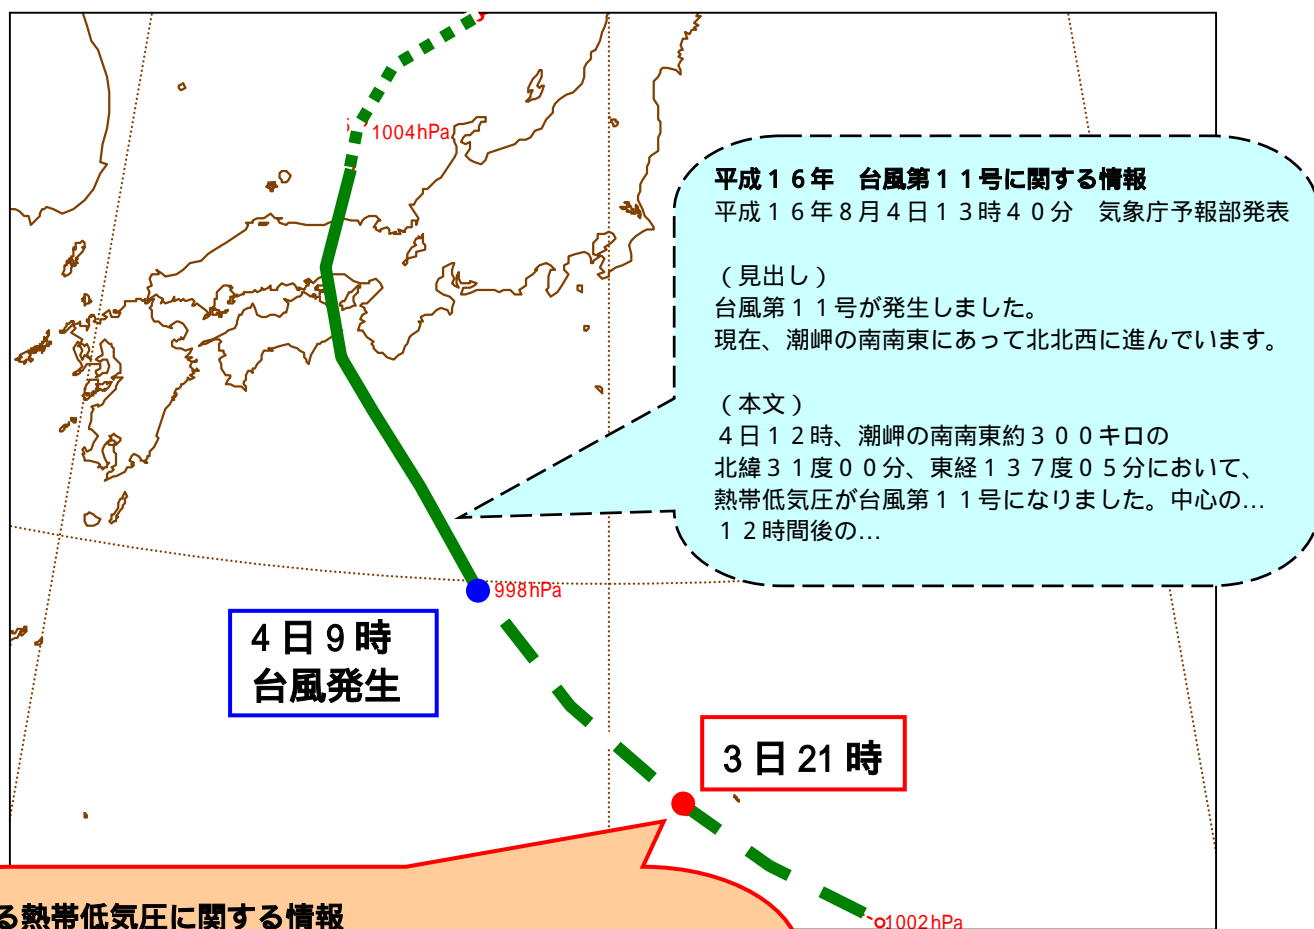 1004hPa
平成１６年　台風第１１号に関する情報
平成１６年８月４日１３時４０分　気象庁予報部発表
（見出し）
台風第１１号が発生しました。
現在、潮岬の南南東にあって北北西に進んでいます。
（本文）
４日１２時、潮岬の南南東約３００キロの
北緯３１度００分、東経１３７度０５分において、
熱帯低気圧が台風第１１号になりました。中心の…
１２時間後の…
998hPa
4日9時
台風発生
3日21時
る熱帯低気圧に関する情報
1002hPa